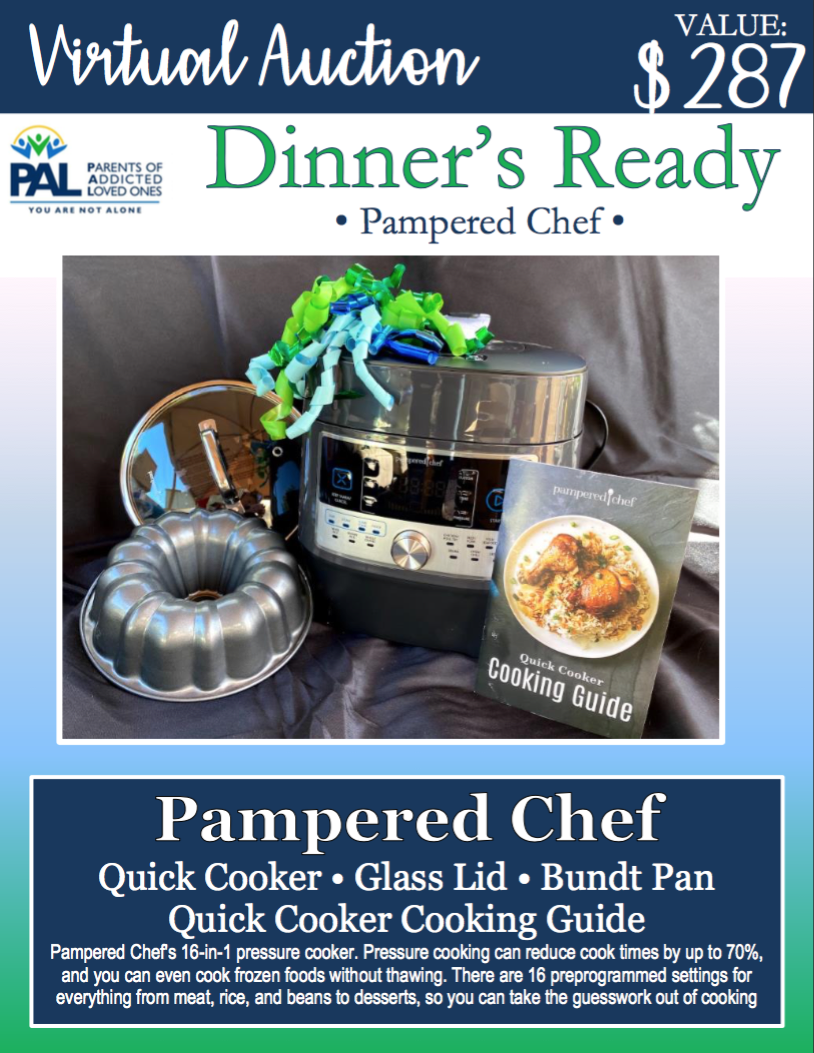 Virtual Auction
VALUE:
$287
PAL
PARENTS OF
ADDICTED
LOVED ONES
YOU ARE NOT ALONE
Dinner's Ready
• Pampered Chef •
pampered chef
pampered chef
Quick Cooker
Cooking Guide
Pampered Chef
Quick Cooker • Glass Lid • Bundt Pan
Quick Cooker Cooking Guide
Pampered Chef's 16-in-1 pressure cooker. Pressure cooking can reduce cook times by up to 70%,
and you can even cook frozen foods without thawing. There are 16 preprogrammed settings for
everything from meat, rice, and beans to desserts, so you can take the guesswork out of cooking